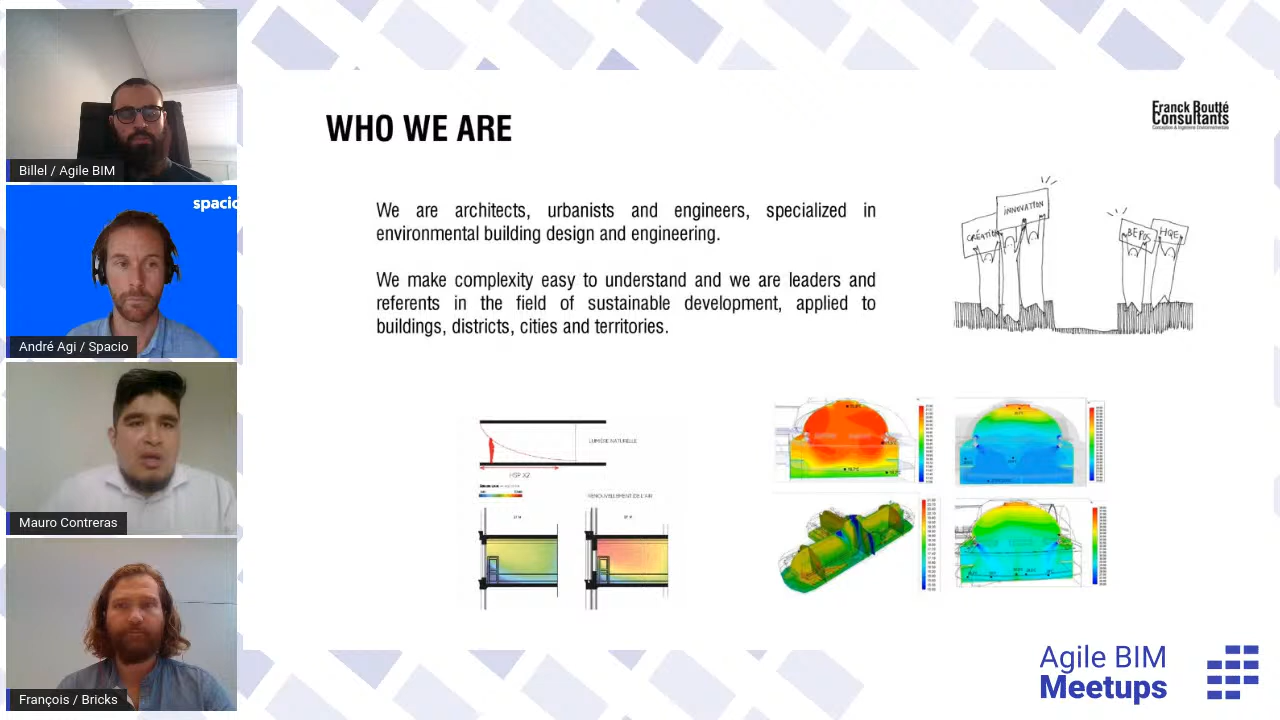 Billel / Agile BIM
spacio
André Agi / Spacio
Mauro Contreras
François / Bricks
WHO WE ARE
Franck Boutté
Consultants
We are architects, urbanists and engineers, specialized in
environmental building design and engineering.
We make complexity easy to understand and we are leaders and
referents in the field of sustainable development, applied to
buildings, districts, cities and territories.
CRÉATION
INNOVATION
BEPOS
HQE
LUMIÈRE NATURELLE
HSP X2
RENOUVELLEMENT DE L'AIR
Agile BIM
Meetups